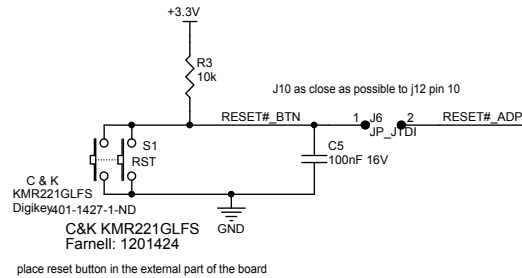 +3.3V
R3
10k
J10 as close as possible to j12 pin 10
RESET#_BTN
1 J6 2
JP_JTDI
RESET#_ADP
S1
RST
C5
100nF 16V
C & K
KMR221GLFS
Digikey401-1427-1-ND
GND
C&K KMR221GLFS
Farnell: 1201424
place reset button in the external part of the board